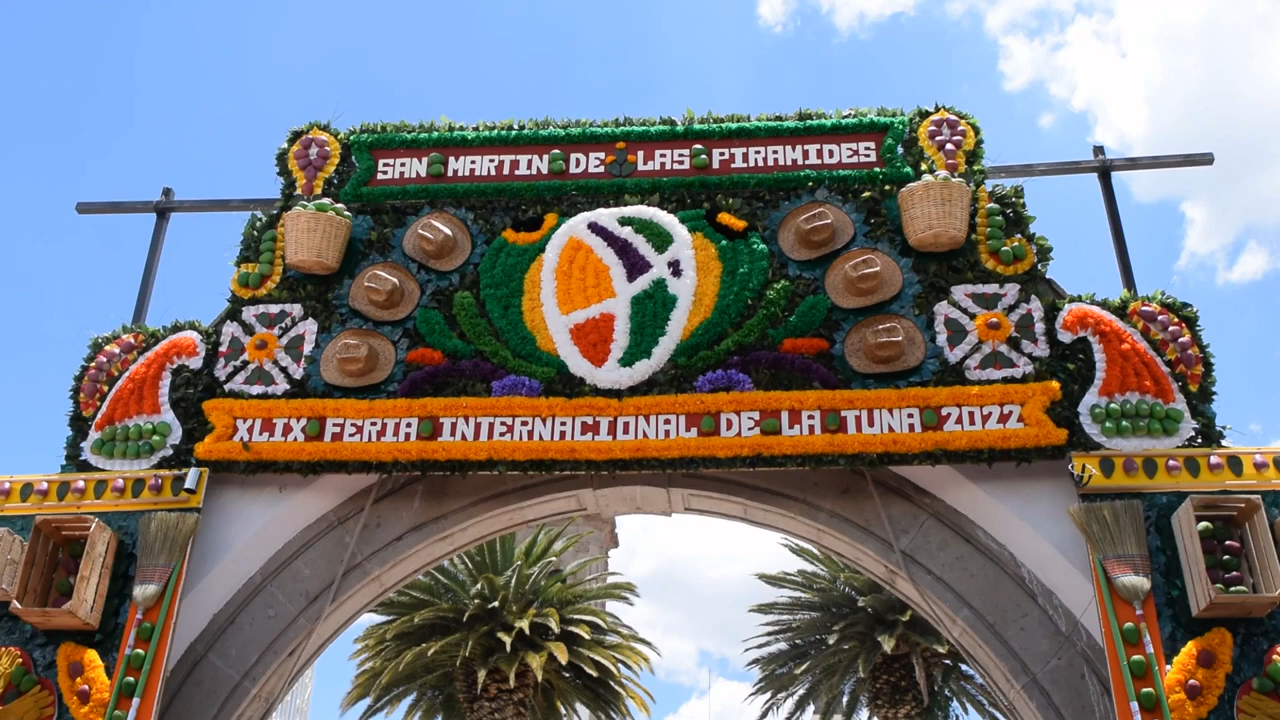 SAN MARTIN DE LAS PIRAMIDES
XLIX FERIA INTERNACIONAL DE LA TUNA 2022